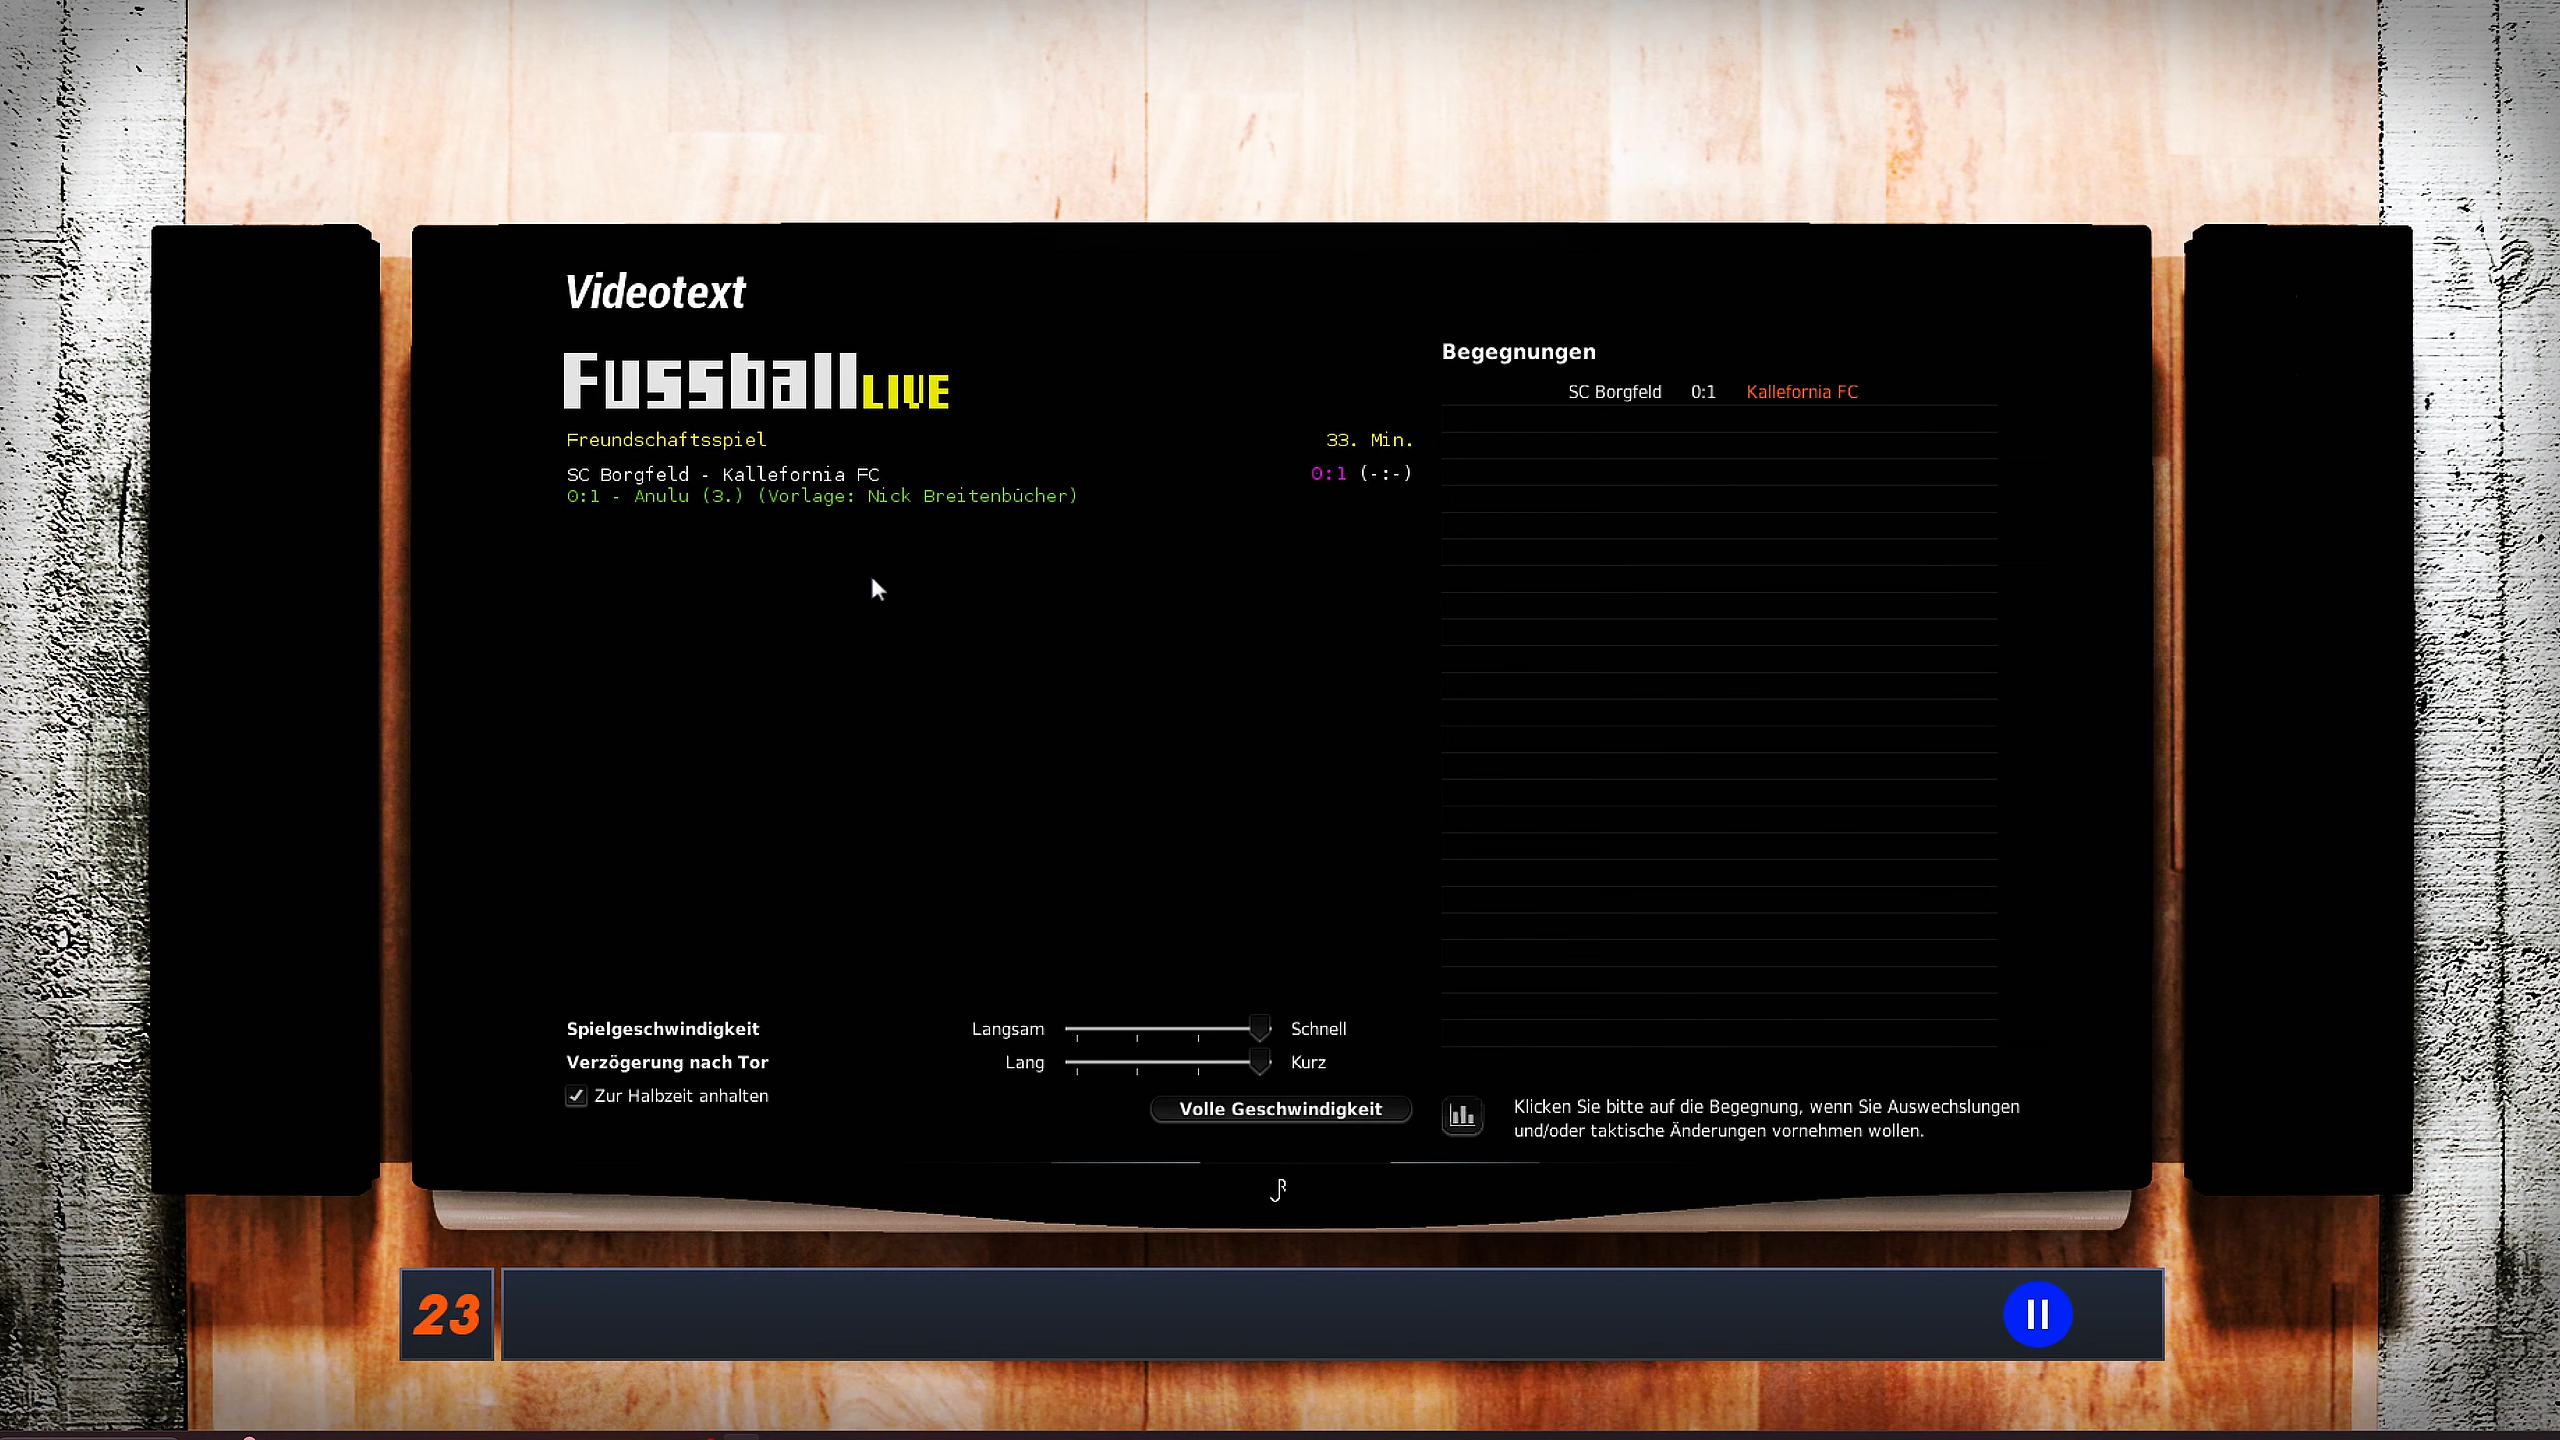 Videotext
Fussball LIVE
Freundschaftsspiel 33. Min.
SC Borgfeld - Kallefornia FC 0:1 (-:-)
0:1 - Anulu (3.) (Vorlage: Nick Breitenbücher)
Begegnungen
SC Borgfeld 0:1 Kallefornia FC
Spielgeschwindigkeit Langsam Schnell
Verzögerung nach Tor Lang Kurz
Zur Halbzeit anhalten
Volle Geschwindigkeit
Klicken Sie bitte auf die Begegnung, wenn Sie Auswechslungen
und/oder taktische Änderungen vornehmen wollen.
23